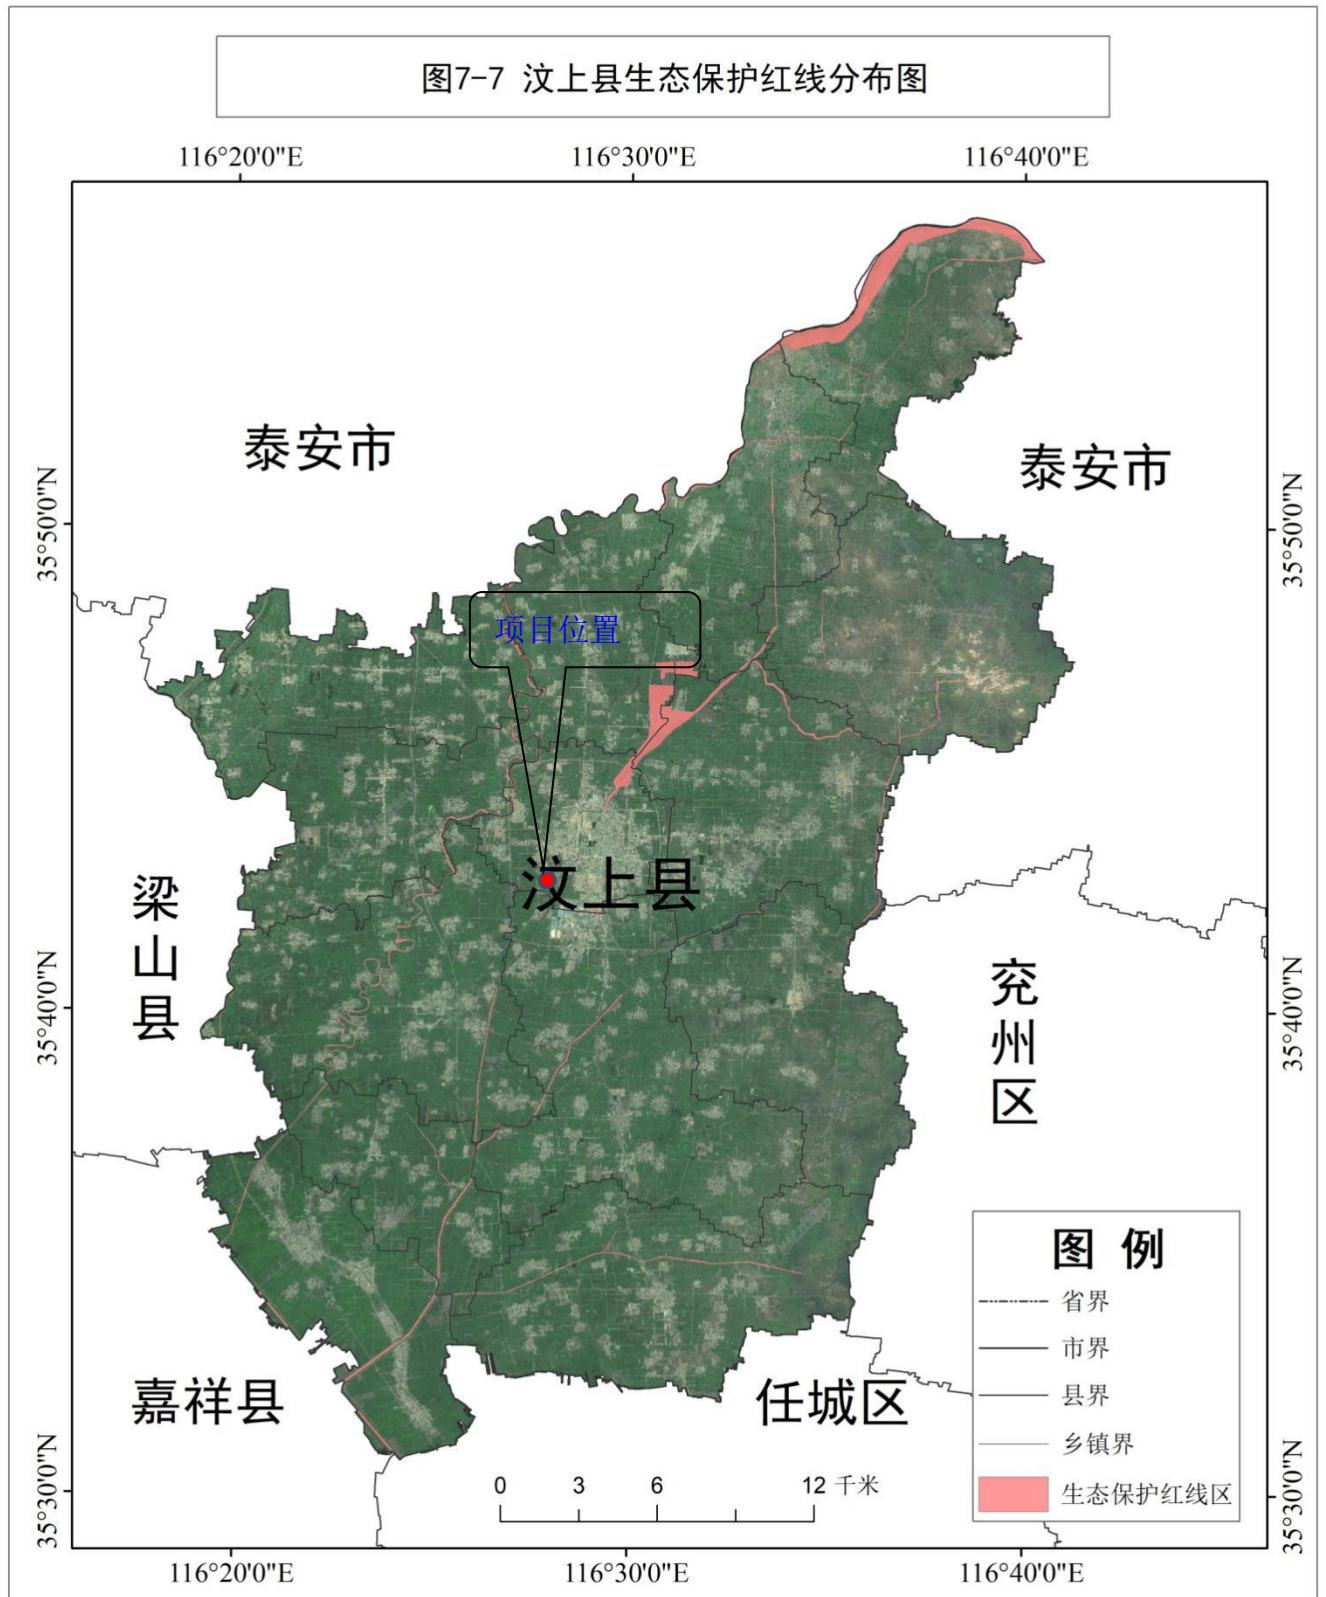 图7-7 汶上县生态保护红线分布图
116°20'0"E
116°30'0"E
116°40'0"E
泰安市
泰安市
35°50'0"N
35°50'0"N
项目位置
汶上县
梁山县
兖州区
35°40'0"N
35°40'0"N
嘉祥县
任城区
图 例
省界
市界
县界
乡镇界
生态保护红线区
0 3 6 12 千米
35°30'0"N
35°30'0"N
116°20'0"E
116°30'0"E
116°40'0"E